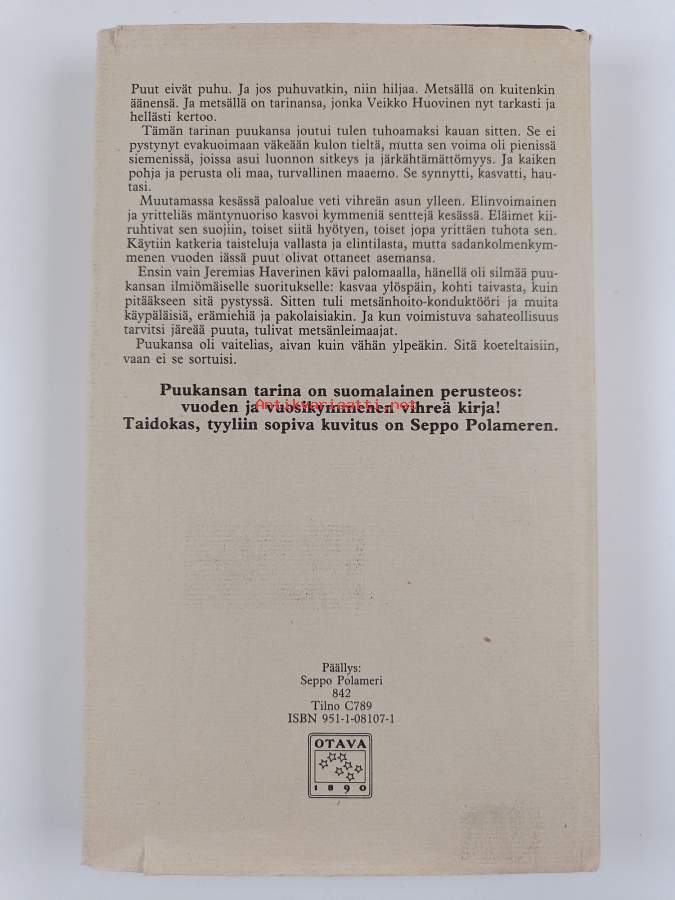 Puut eivät puhu. Ja jos puhuvatkin, niin hiljaa. Metsällä on kuitenkin
äänensä. Ja metsällä on tarinansa, jonka Veikko Huovinen nyt tarkasti ja
hellästi kertoo.
Tämän tarinan puukansa joutui tulen tuhoamaksi kauan sitten. Se ei
pystynyt evakuoimaan väkeään kulon tieltä, mutta sen voima oli pienissä
siemenissä, joissa asui luonnon sitkeys ja järkähtämättömyys. Ja kaiken
pohja ja perusta oli maa, turvallinen maaemo. Se synnytti, kasvatti, hau-
tasi.
Muutamassa kesässä paloalue veti vihreän asun ylleen. Elinvoimainen
ja yritteliäs mäntynuoriso kasvoi kymmeniä senttejä kesässä. Eläimet kii-
ruhtivat sen suojiin, toiset siitä hyötyen, toiset jopa yrittäen tuhota sen.
Käytiin katkeria taisteluja vallasta ja elintilasta, mutta sadankolmenkym-
menen vuoden iässä puut olivat ottaneet asemansa.
Ensin vain Jeremias Haverinen kävi palomaalla, hänellä oli silmää puu-
kansan ilmiömäiselle suoritukselle: kasvaa ylöspäin, kohti taivasta, kuin
pitääkseen sitä pystyssä. Sitten tuli metsänhoito-konduktööri ja muita
käypäläisiä, erämiehiä ja pakolaisiakin. Ja kun voimistuva sahateollisuus
tarvitsi järeää puuta, tulivat metsänleimaajat.
Puukansa oli vaitelias, aivan kuin vähän ylpeäkin. Sitä koeteltaisiin,
vaan ei se sortuisi.
Puukansan tarina on suomalainen perusteos:
vuoden ja vuosikymmenen vihreä kirja!
Taidokas, tyyliin sopiva kuvitus on Seppo Polameren.
www.antikvariaatti.net
Päällys:
Seppo Polameri
842
Tilno C789
ISBN 951-1-08107-1
OTAVA
1890